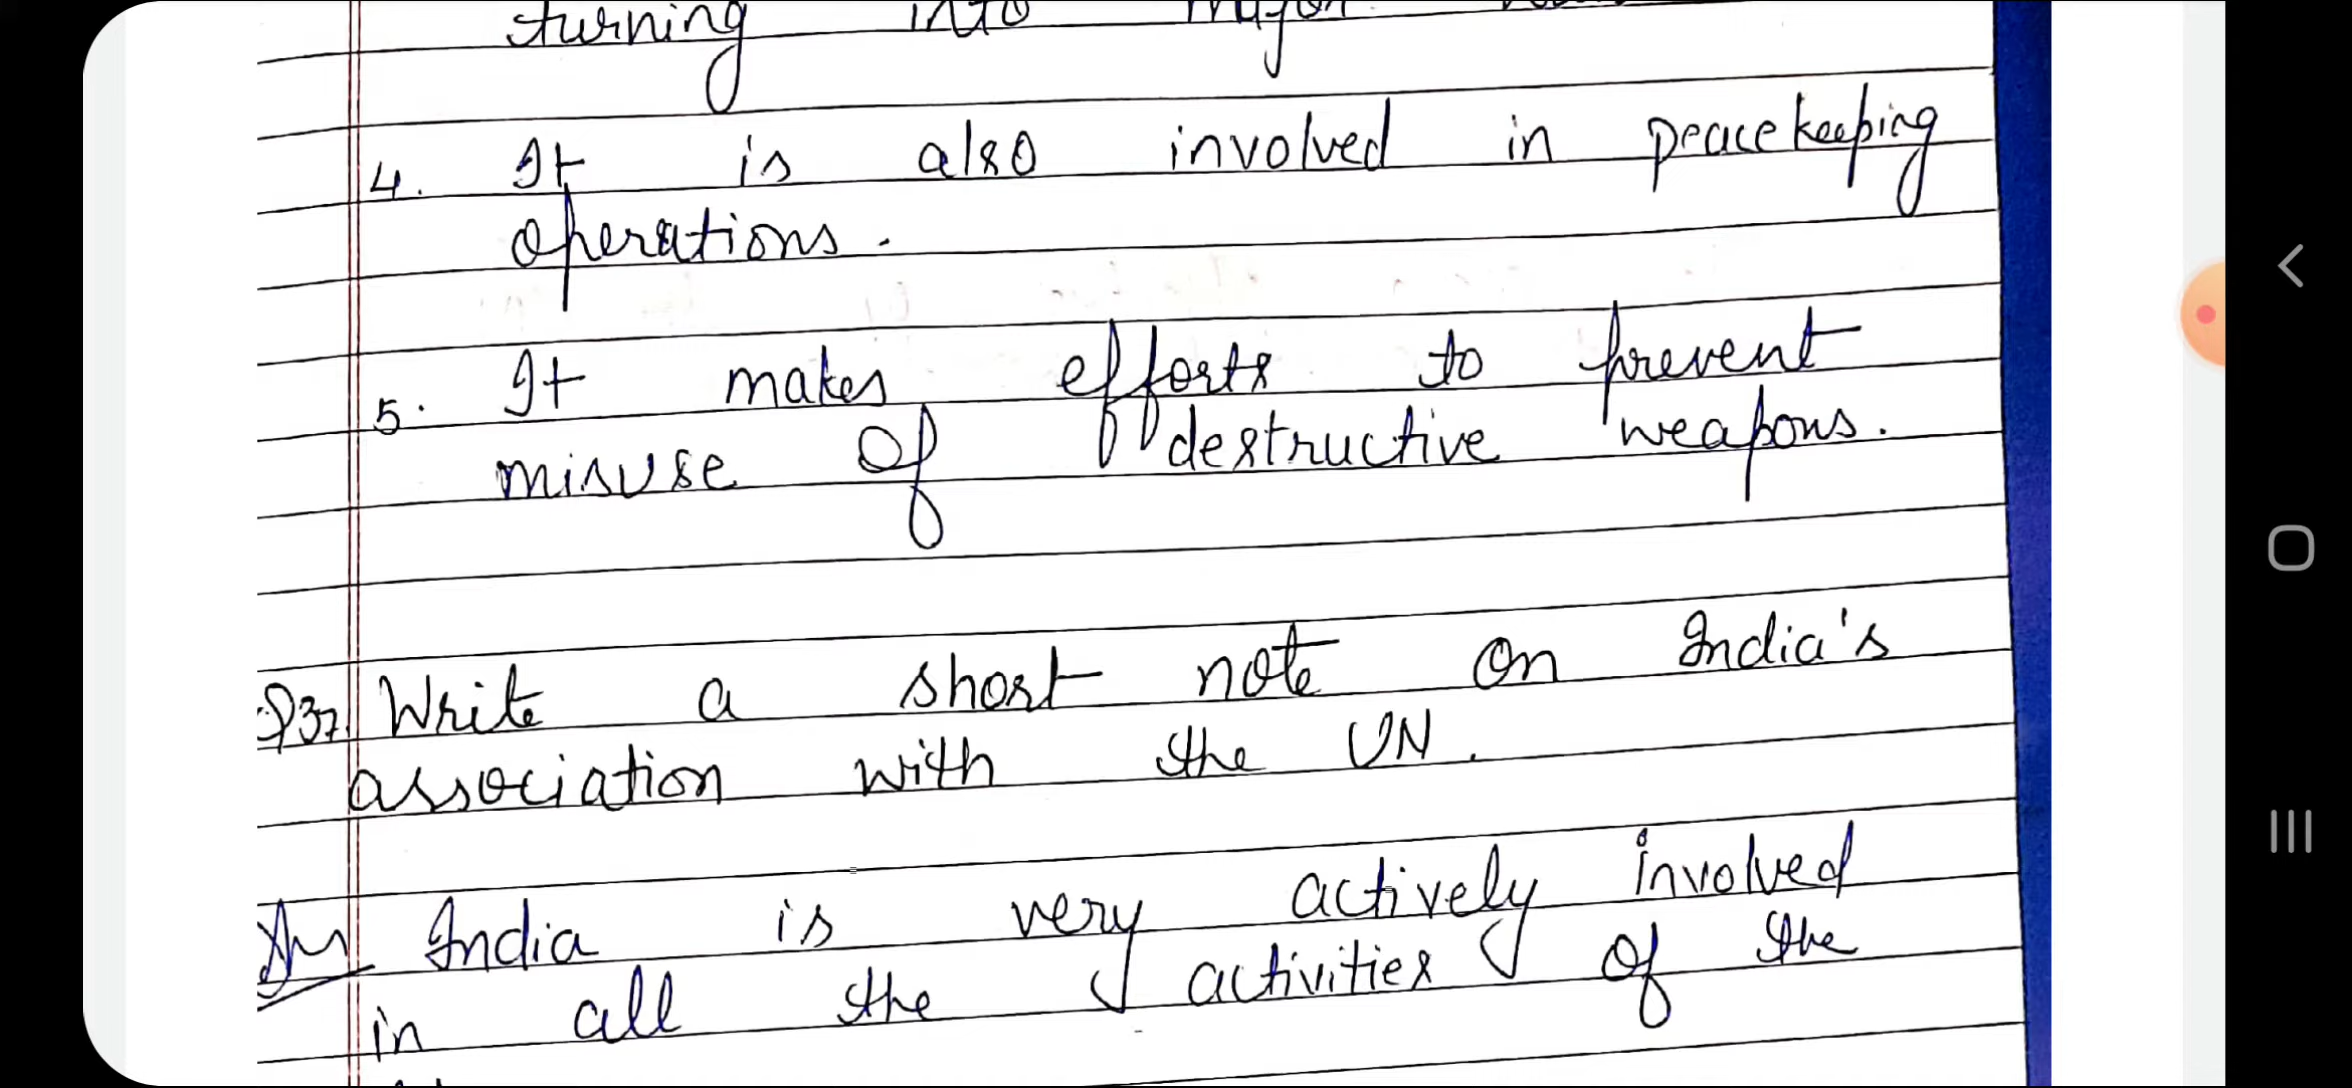 turning into major
4. It is also involved in peacekeeping
operations.
5. It makes efforts to prevent
misuse of destructive weapons.
Q37. Write a short note on India's
association with the UN.
Ans India is very actively involved
in all the activities of the